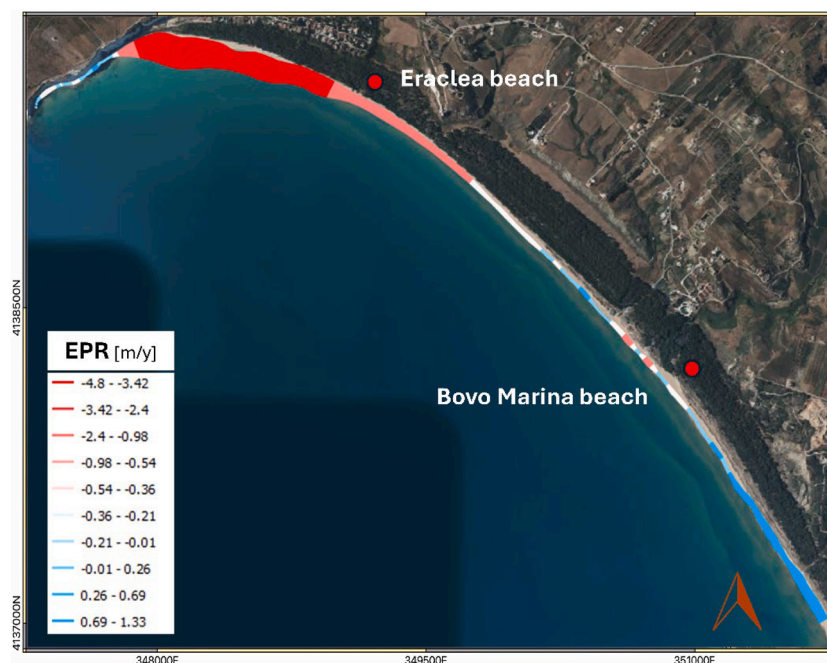 Eraclea beach
4138500N
EPR [m/y]
-4.8 - -3.42
-3.42 - -2.4
-2.4 - -0.98
-0.98 - -0.54
-0.54 - -0.36
-0.36 - -0.21
-0.21 - -0.01
-0.01 - 0.26
0.26 - 0.69
0.69 - 1.33
Bovo Marina beach
4137000N
348000E
349500E
351000E